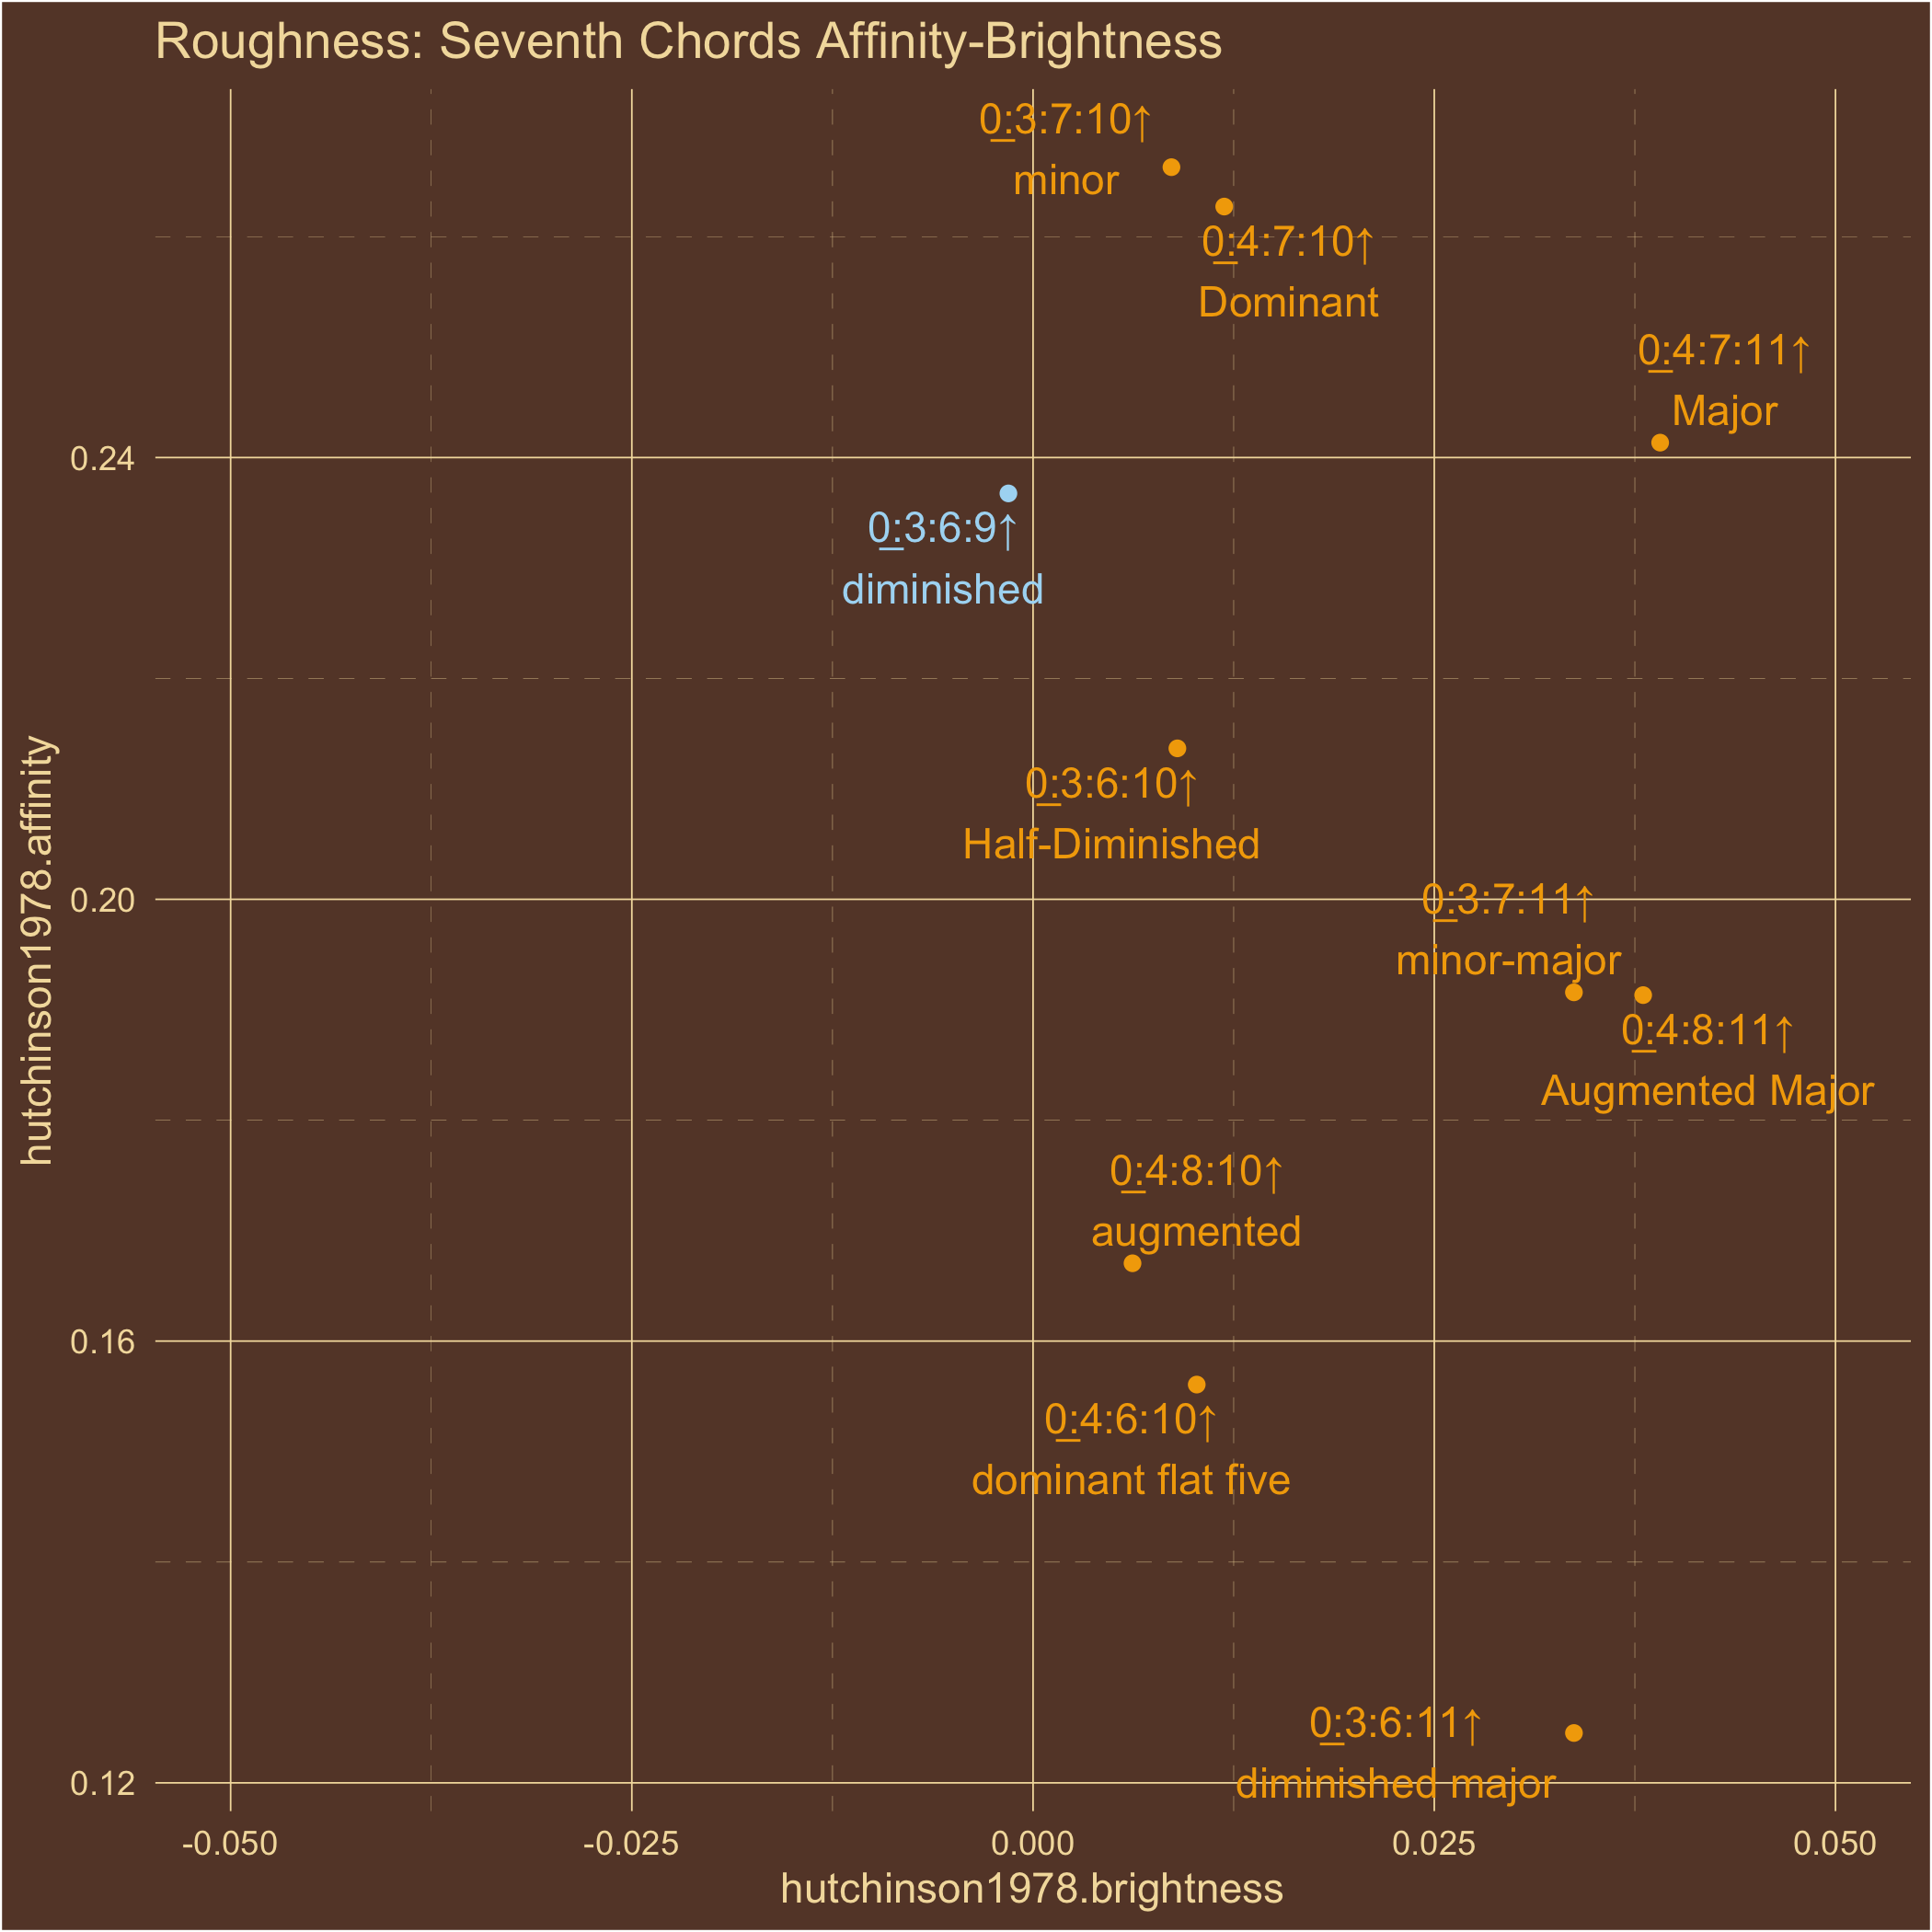 Roughness: Seventh Chords Affinity-Brightness
0:3:7:10↑
minor
0:4:7:10↑
Dominant
0:4:7:11↑
Major
0.24
0:3:6:9↑
diminished
0:3:6:10↑
Half-Diminished
hutchinson1978.affinity
0.20
0:3:7:11↑
minor-major
0:4:8:11↑
Augmented Major
0:4:8:10↑
augmented
0.16
0:4:6:10↑
dominant flat five
0:3:6:11↑
diminished major
0.12
-0.050 -0.025 0.000 0.025 0.050
hutchinson1978.brightness